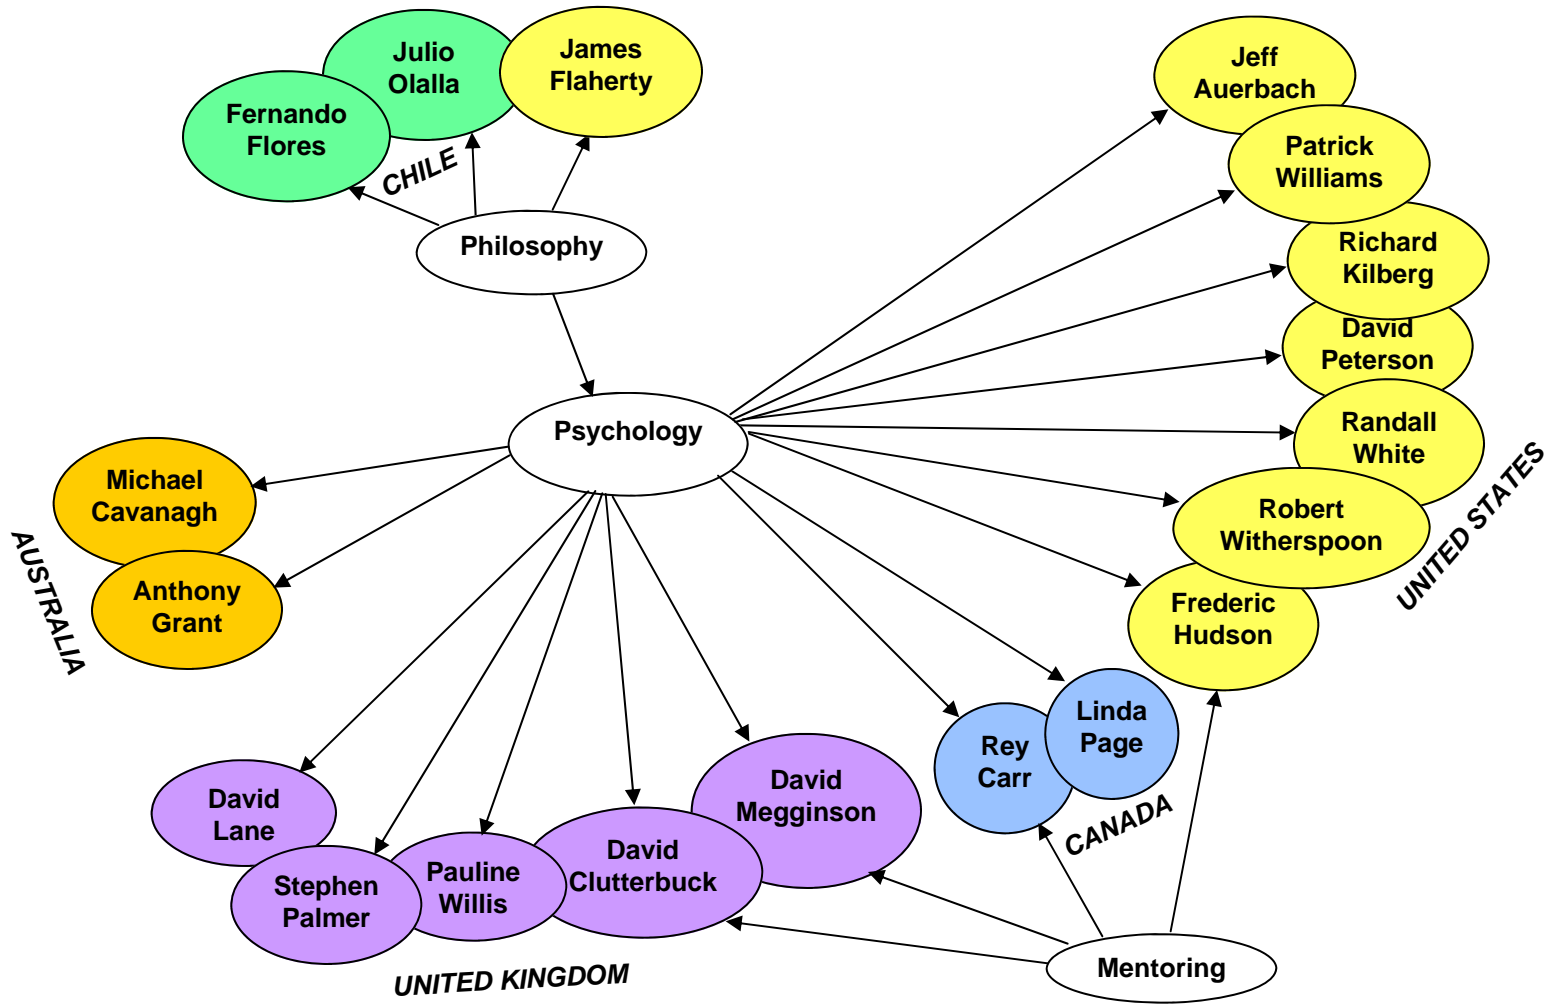 Julio
Olalla
James
Flaherty
Fernando
Flores
CHILE
Philosophy
Jeff
Auerbach
Patrick
Williams
Richard
Kilberg
David
Peterson
Randall
White
Robert
Witherspoon
Frederic
Hudson
UNITED STATES
Psychology
Michael
Cavanagh
Anthony
Grant
AUSTRALIA
Linda
Page
Rey
Carr
CANADA
David
Megginson
David
Clutterbuck
Pauline
Willis
David
Lane
Stephen
Palmer
UNITED KINGDOM
Mentoring